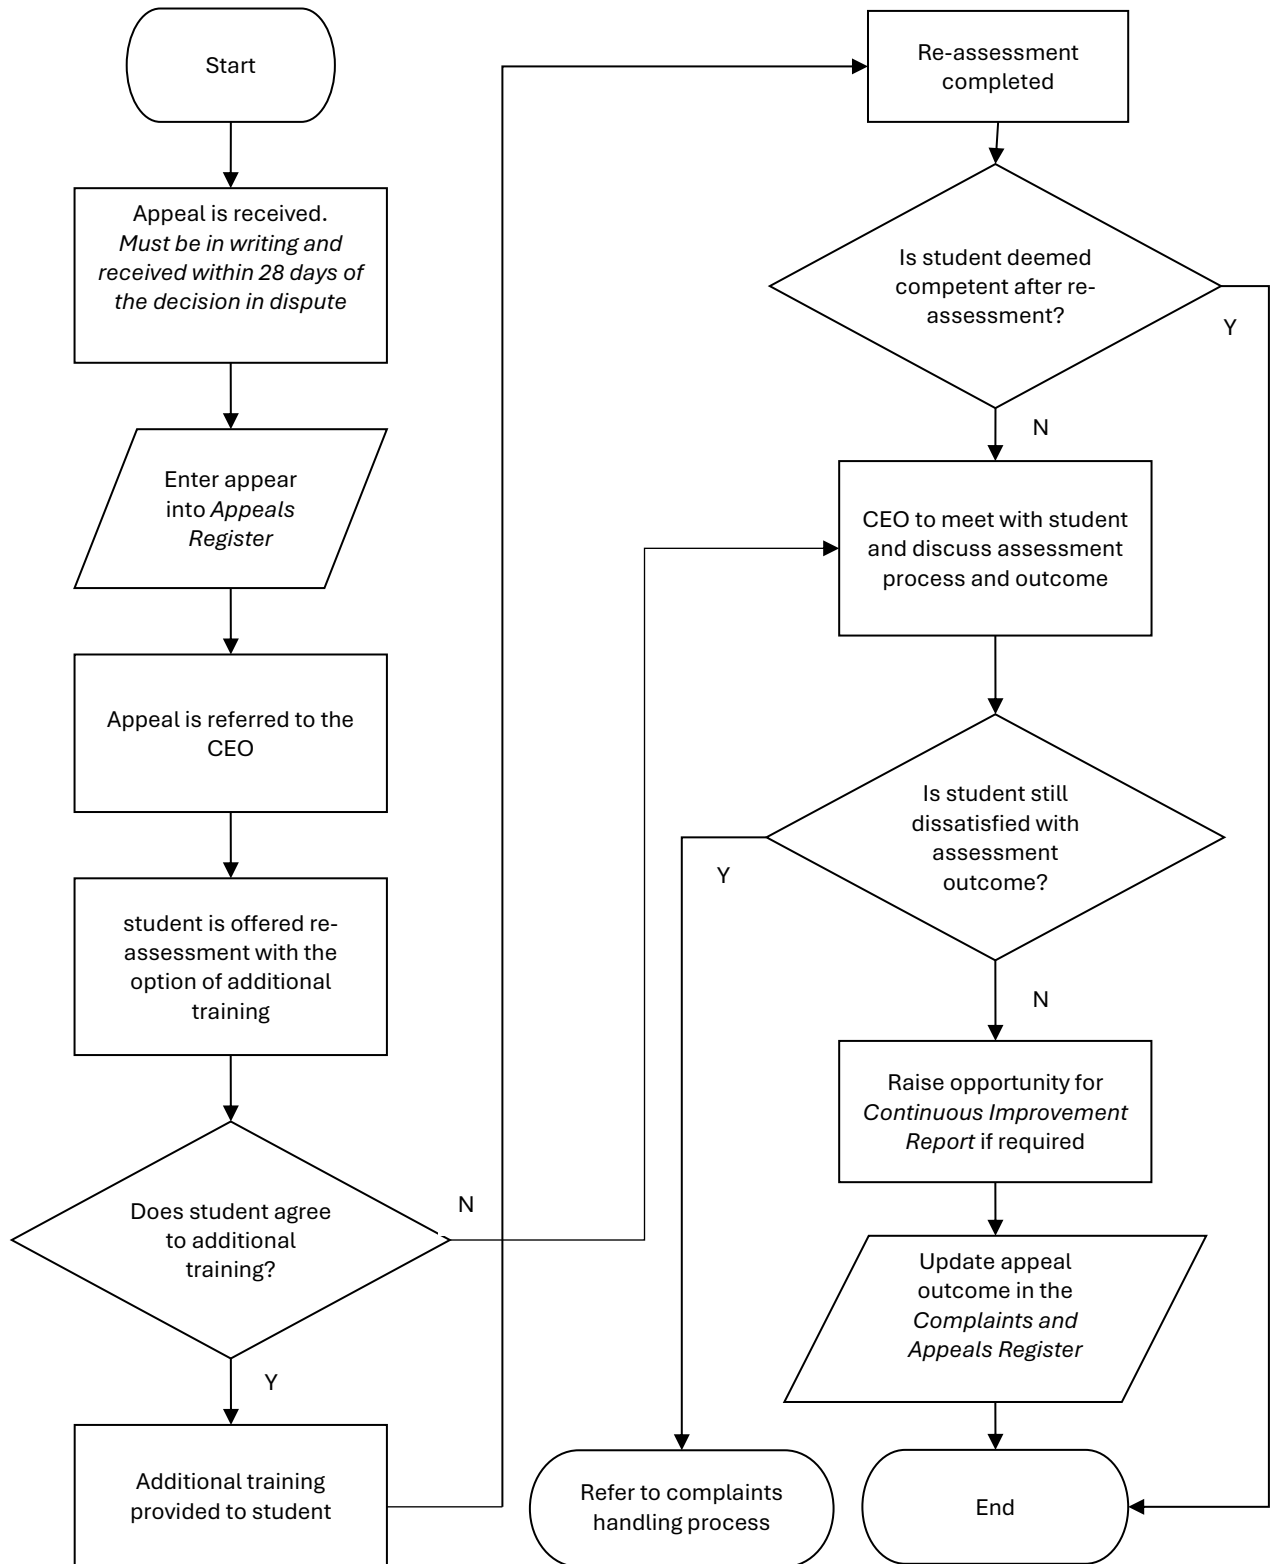 Start
Appeal is received.
Must be in writing and
received within 28 days of
the decision in dispute
Enter appear
into Appeals
Register
Appeal is referred to the
CEO
student is offered re-
assessment with the
option of additional
training
Does student agree
to additional
training?
N
Y
Additional training
provided to student
Re-assessment
completed
Is student deemed
competent after re-
assessment?
Y
N
CEO to meet with student
and discuss assessment
process and outcome
Is student still
dissatisfied with
assessment
outcome?
Y
N
Raise opportunity for
Continuous Improvement
Report if required
Update appeal
outcome in the
Complaints and
Appeals Register
Refer to complaints
handling process
End